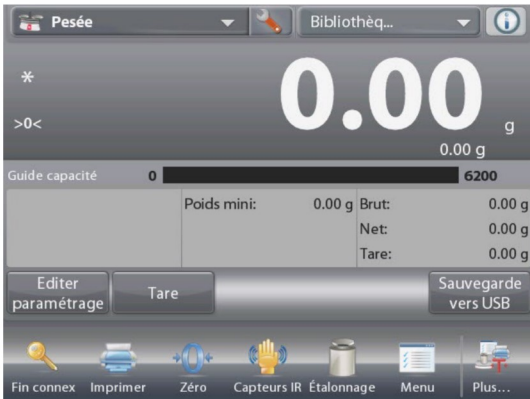 Pesée
Bibliothèq...
*
0.00
>0<
g
0.00 g
Guide capacité 0 6200
Poids mini: 0.00 g Brut: 0.00 g
Net: 0.00 g
Tare: 0.00 g
Editer paramétrage
Tare
Sauvegarde vers USB
Fin connex Imprimer Zéro Capteurs IR Étalonnage Menu Plus...